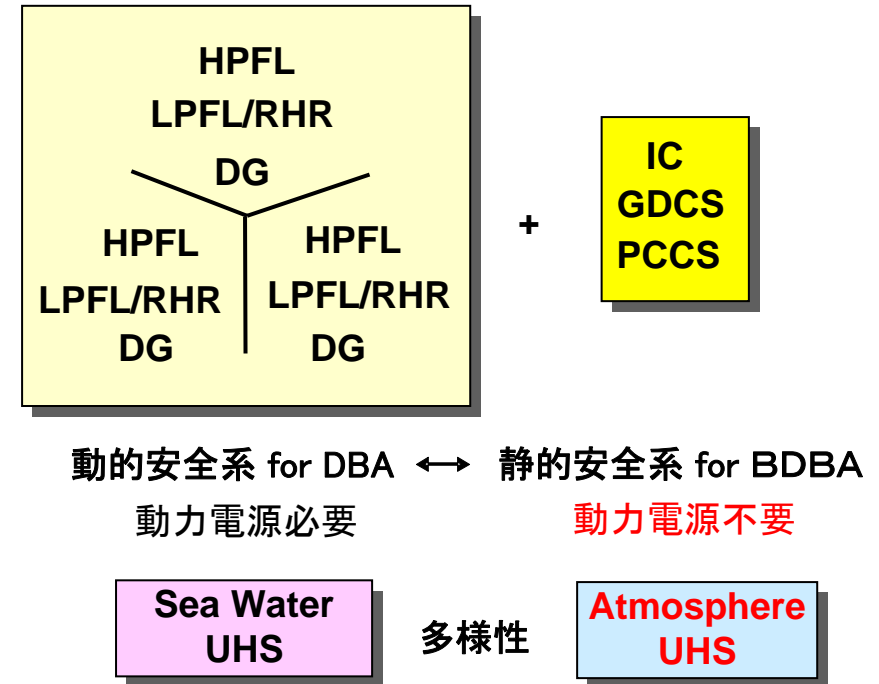 HPFL
LPFL/RHR
DG
HPFL
LPFL/RHR
DG
HPFL
LPFL/RHR
DG
+
IC
GDCS
PCCS
動的安全系 for DBA ↔ 静的安全系 for BDBA
動力電源必要 動力電源不要
Sea Water
UHS
多様性
Atmosphere
UHS